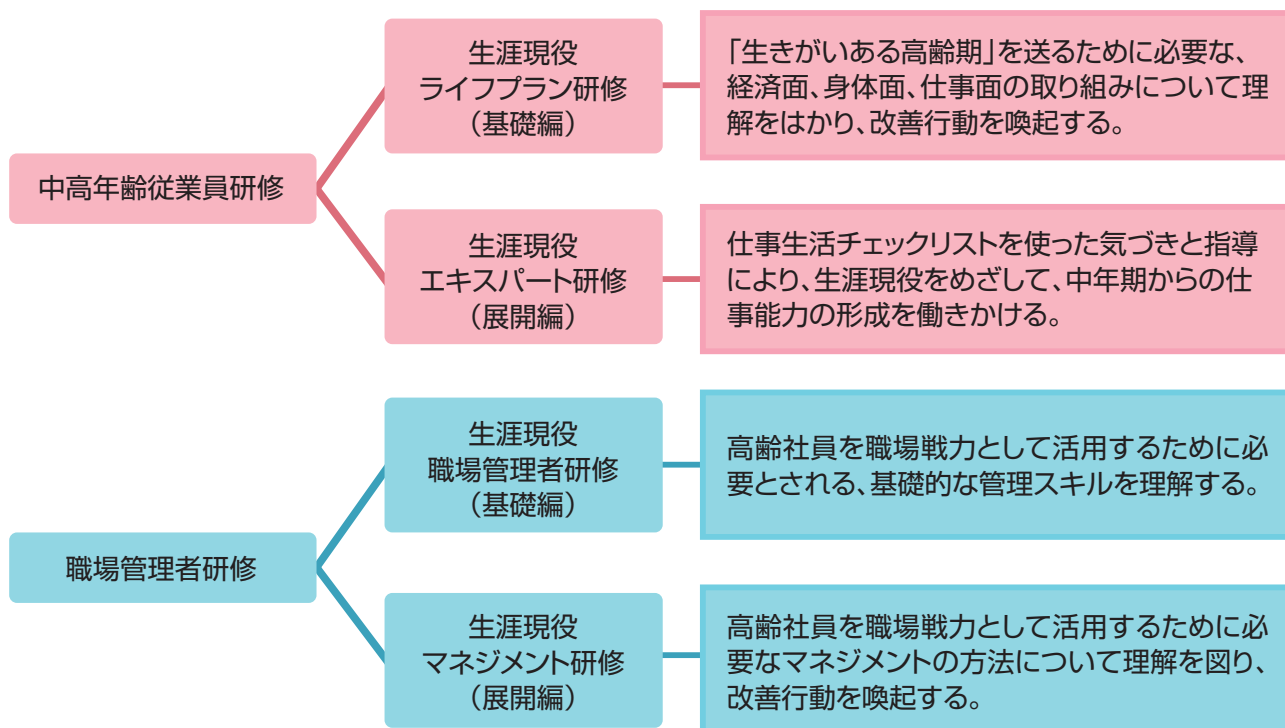 中高年齢従業員研修
生涯現役
ライフプラン研修
（基礎編）
「生きがいある高齢期」を送るために必要な、
経済面、身体面、仕事面の取り組みについて理
解をはかり、改善行動を喚起する。
生涯現役
エキスパート研修
（展開編）
仕事生活チェックリストを使った気づきと指導
により、生涯現役をめざして、中年期からの仕
事能力の形成を働きかける。
職場管理者研修
生涯現役
職場管理者研修
（基礎編）
高齢社員を職場戦力として活用するために必
要とされる、基礎的な管理スキルを理解する。
生涯現役
マネジメント研修
（展開編）
高齢社員を職場戦力として活用するために必
要なマネジメントの方法について理解を図り、
改善行動を喚起する。